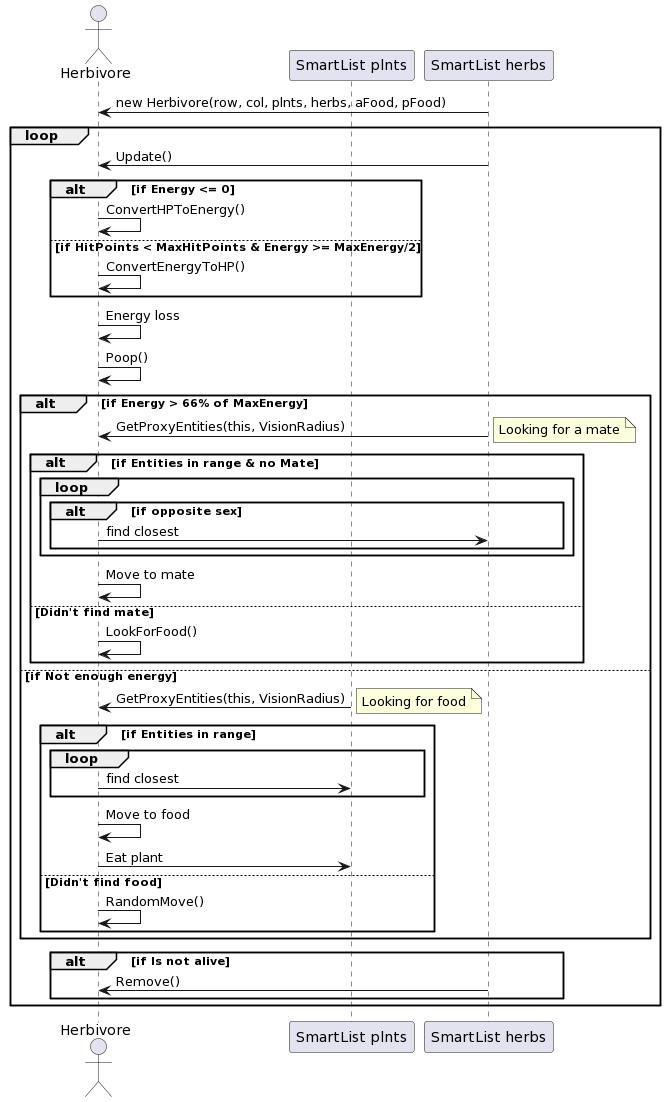 Herbivore
SmartList plnts
SmartList herbs
new Herbivore(row, col, plnts, herbs, aFood, pFood)
loop
Update()
alt
[if Energy <= 0]
ConvertHPToEnergy()
[if HitPoints < MaxHitPoints & Energy >= MaxEnergy/2]
ConvertEnergyToHP()
Energy loss
Poop()
alt
[if Energy > 66% of MaxEnergy]
GetProxyEntities(this, VisionRadius)
Looking for a mate
alt
[if Entities in range & no Mate]
loop
alt
[if opposite sex]
find closest
Move to mate
[Didn't find mate]
LookForFood()
[if Not enough energy]
GetProxyEntities(this, VisionRadius)
Looking for food
alt
[if Entities in range]
loop
find closest
Move to food
Eat plant
[Didn't find food]
RandomMove()
alt
[if Is not alive]
Remove()
Herbivore
SmartList plnts
SmartList herbs